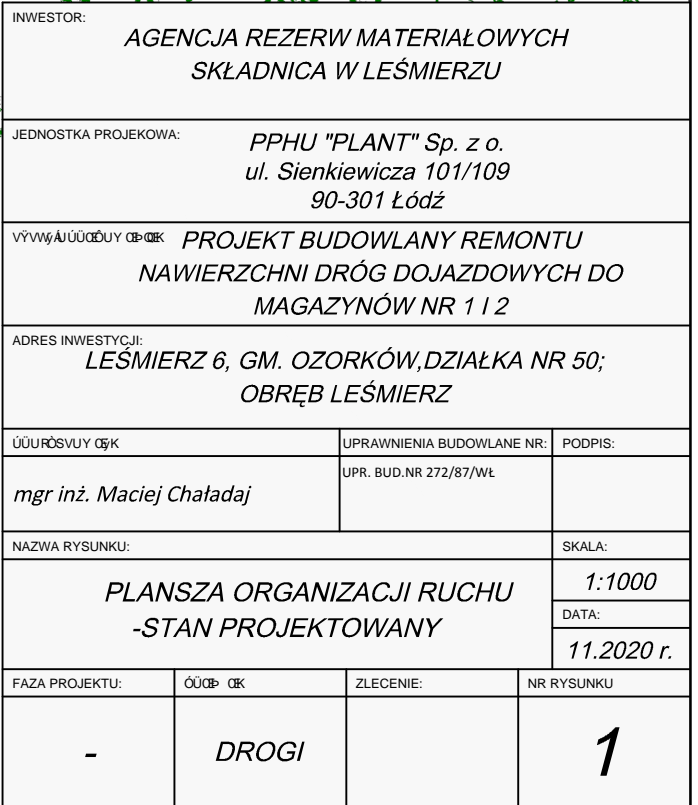 INWESTOR:
AGENCJA REZERW MATERIAŁOWYCH
SKŁADNICA W LEŚMIERZU
JEDNOSTKA PROJEKOWA:
PPHU "PLANT" Sp. z o.
ul. Sienkiewicza 101/109
90-301 Łódź
PROJEKT BUDOWLANY REMONTU
NAWIERZCHNI DRÓG DOJAZDOWYCH DO
MAGAZYNÓW NR 1 I 2
ADRES INWESTYCJI:
LEŚMIERZ 6, GM. OZORKÓW,DZIAŁKA NR 50;
OBRĘB LEŚMIERZ
UPRAWNIENIA BUDOWLANE NR:
PODPIS:
mgr inż. Maciej Chaładaj
UPR. BUD.NR 272/87/WŁ
NAZWA RYSUNKU:
SKALA:
PLANSZA ORGANIZACJI RUCHU
-STAN PROJEKTOWANY
1:1000
DATA:
11.2020 r.
FAZA PROJEKTU:
ZLECENIE:
NR RYSUNKU
-
DROGI
1